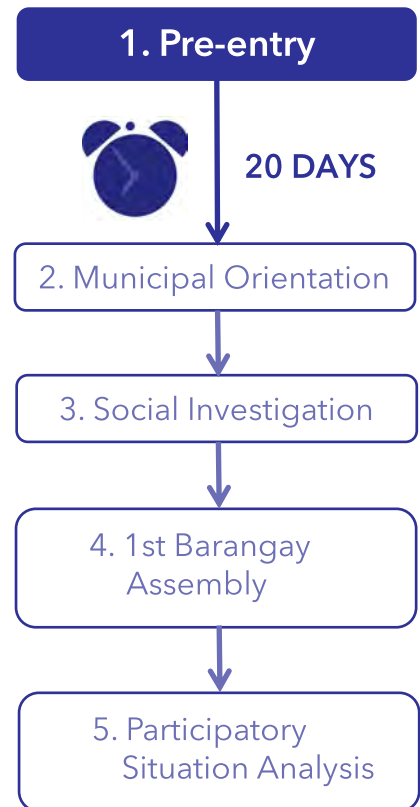 1. Pre-entry
20 DAYS
2. Municipal Orientation
3. Social Investigation
4. 1st Barangay
Assembly
5. Participatory
Situation Analysis